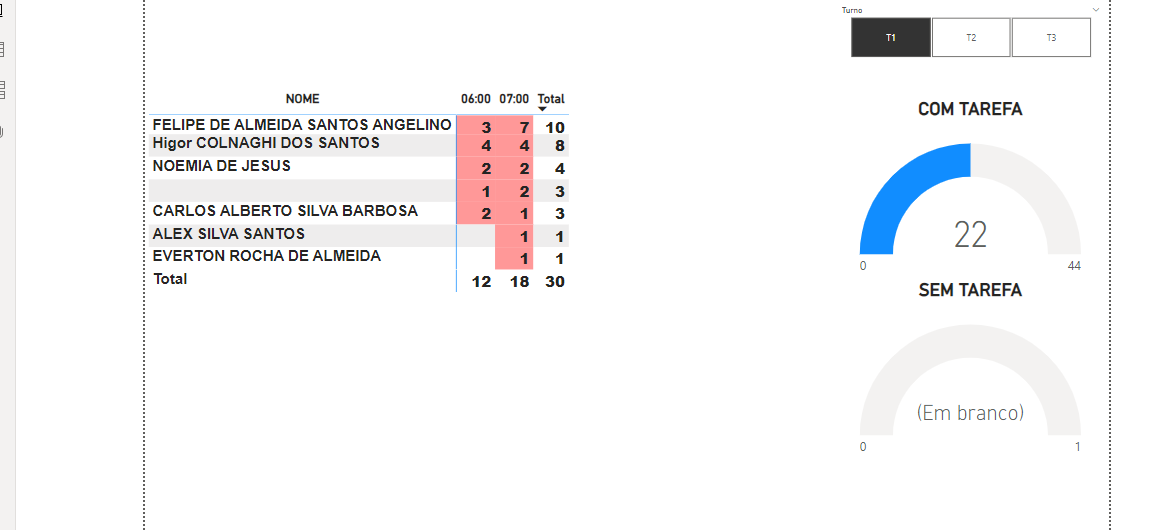 Turno
T1 T2 T3
NOME 06:00 07:00 Total
FELIPE DE ALMEIDA SANTOS ANGELINO 3 7 10
Higor COLNAGHI DOS SANTOS 4 4 8
NOEMIA DE JESUS 2 2 4
1 2 3
CARLOS ALBERTO SILVA BARBOSA 2 1 3
ALEX SILVA SANTOS 1 1
EVERTON ROCHA DE ALMEIDA 1 1
Total 12 18 30
COM TAREFA
22
0 44
SEM TAREFA
(Em branco)
0 1